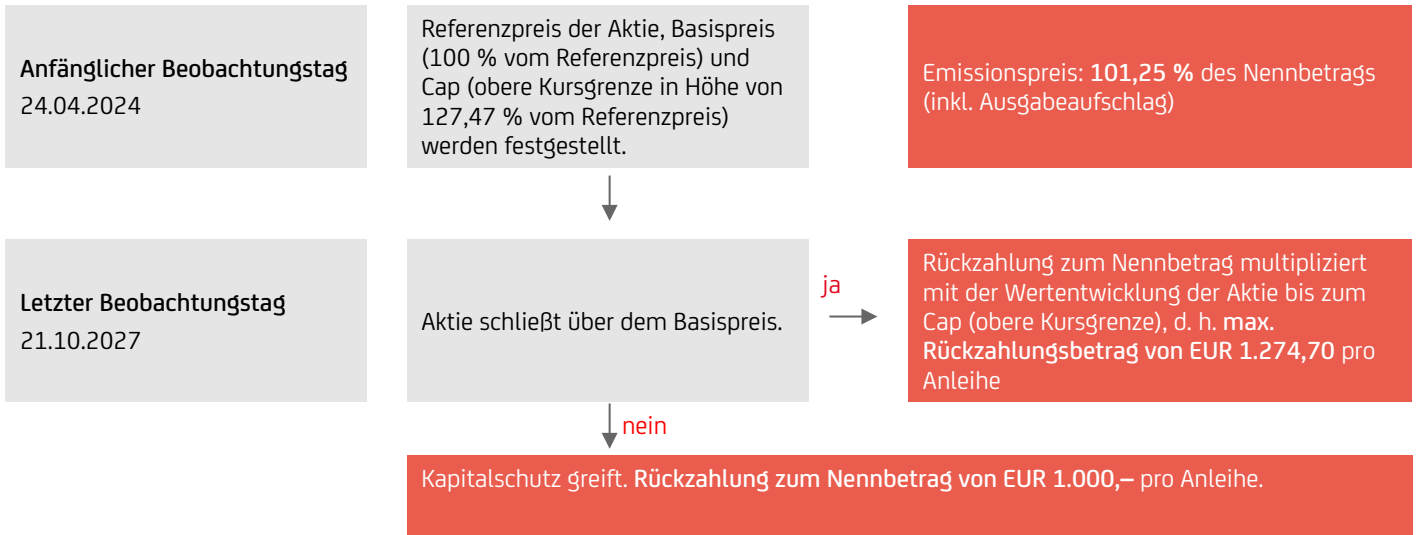 Anfänglicher Beobachtungstag
24.04.2024
Referenzpreis der Aktie, Basispreis
(100 % vom Referenzpreis) und
Cap (obere Kursgrenze in Höhe von
127,47 % vom Referenzpreis)
werden festgestellt.
Emissionspreis: 101,25 % des Nennbetrags
(inkl. Ausgabeaufschlag)
Letzter Beobachtungstag
21.10.2027
Aktie schließt über dem Basispreis.
ja
Rückzahlung zum Nennbetrag multipliziert
mit der Wertentwicklung der Aktie bis zum
Cap (obere Kursgrenze), d. h. max.
Rückzahlungsbetrag von EUR 1.274,70 pro
Anleihe
nein
Kapitalschutz greift. Rückzahlung zum Nennbetrag von EUR 1.000,– pro Anleihe.